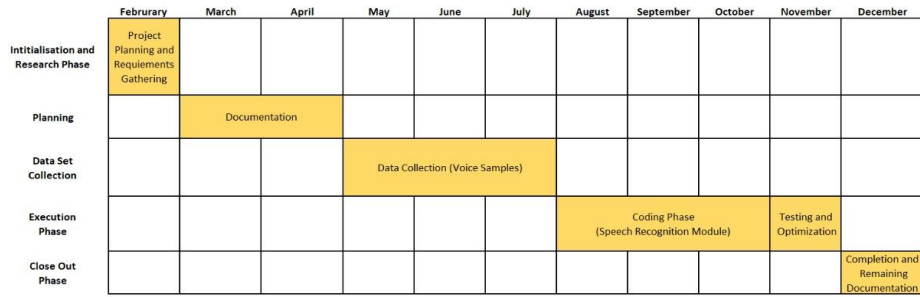 Februrary March April May June July August September October November December
Intitialisation and
Research Phase
Project
Planning and
Requiements
Gathering
Planning
Documentation
Data Set
Collection
Data Collection (Voice Samples)
Execution
Phase
Coding Phase
(Speech Recognition Module)
Testing and
Optimization
Close Out
Phase
Completion and
Remaining
Documentation